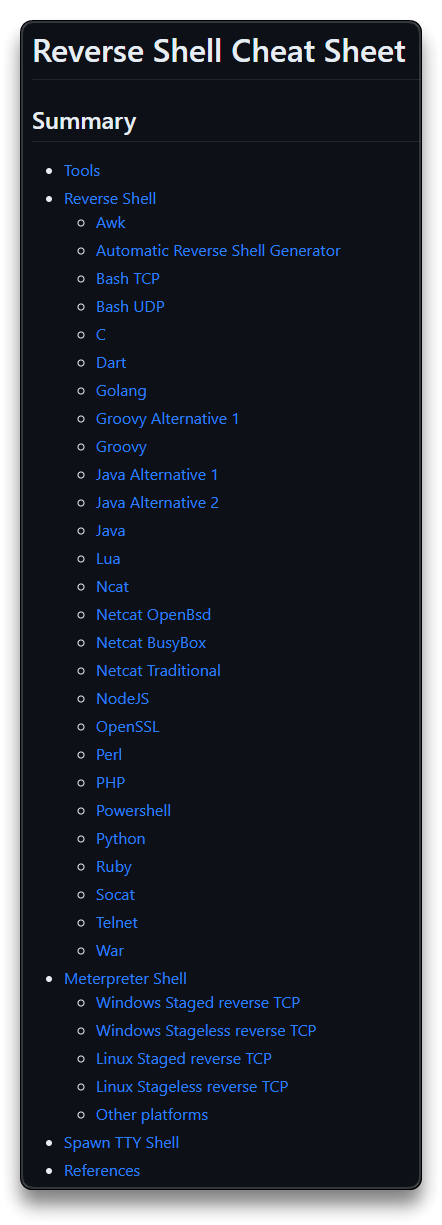 Reverse Shell Cheat Sheet
Summary
Tools
Reverse Shell
Awk
Automatic Reverse Shell Generator
Bash TCP
Bash UDP
C
Dart
Golang
Groovy Alternative 1
Groovy
Java Alternative 1
Java Alternative 2
Java
Lua
Ncat
Netcat OpenBsd
Netcat BusyBox
Netcat Traditional
NodeJS
OpenSSL
Perl
PHP
Powershell
Python
Ruby
Socat
Telnet
War
Meterpreter Shell
Windows Staged reverse TCP
Windows Stageless reverse TCP
Linux Staged reverse TCP
Linux Stageless reverse TCP
Other platforms
Spawn TTY Shell
References